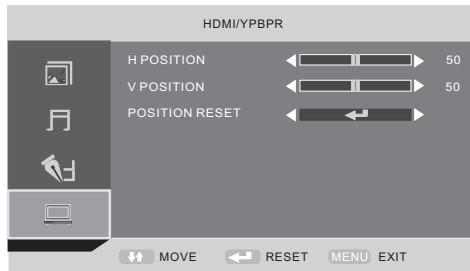 HDMI/YPBPR
H POSITION 50
V POSITION 50
POSITION RESET
MOVE RESET MENU EXIT